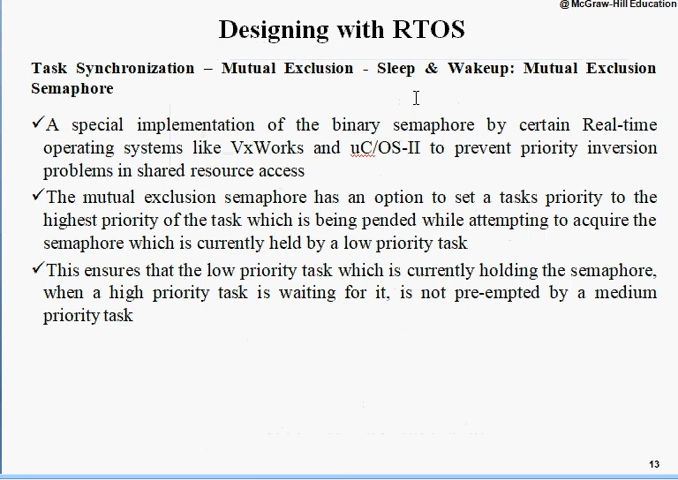 @ McGraw-Hill Education
Designing with RTOS
Task Synchronization – Mutual Exclusion - Sleep & Wakeup: Mutual Exclusion
Semaphore
✓A special implementation of the binary semaphore by certain Real-time
operating systems like VxWorks and uC/OS-II to prevent priority inversion
problems in shared resource access
✓The mutual exclusion semaphore has an option to set a tasks priority to the
highest priority of the task which is being pended while attempting to acquire the
semaphore which is currently held by a low priority task
✓This ensures that the low priority task which is currently holding the semaphore,
when a high priority task is waiting for it, is not pre-empted by a medium
priority task
13